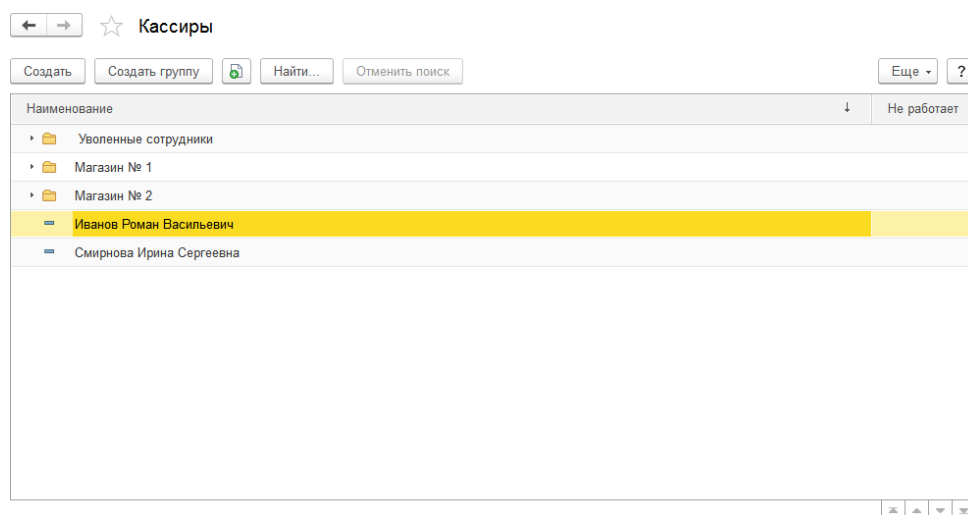 Кассиры
Создать Создать группу Найти... Отменить поиск Еще ?
Наименование ↓ Не работает
Уволенные сотрудники
Магазин № 1
Магазин № 2
Иванов Роман Васильевич
Смирнова Ирина Сергеевна